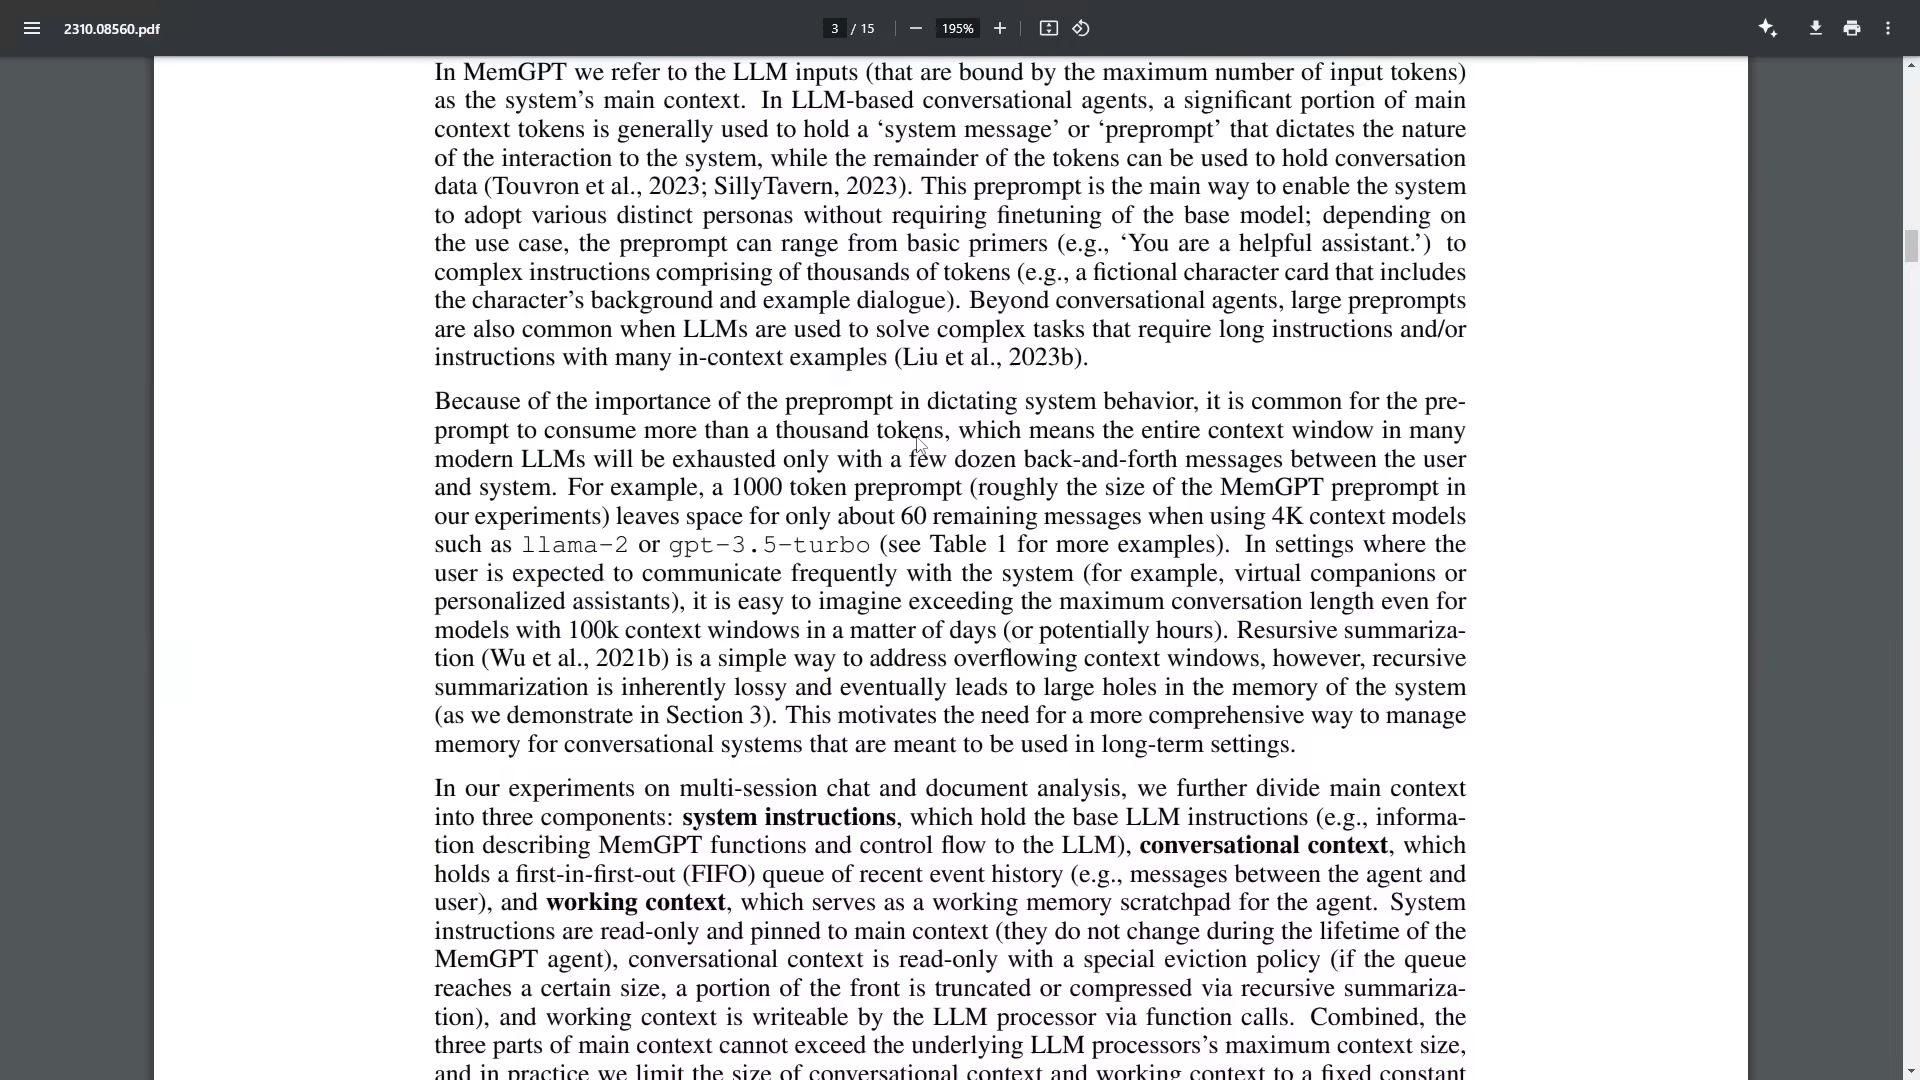 2310.08560.pdf
3 / 15
195%
In MemGPT we refer to the LLM inputs (that are bound by the maximum number of input tokens)
as the system’s main context. In LLM-based conversational agents, a significant portion of main
context tokens is generally used to hold a ‘system message’ or ‘preprompt’ that dictates the nature
of the interaction to the system, while the remainder of the tokens can be used to hold conversation
data (Touvron et al., 2023; SillyTavern, 2023). This preprompt is the main way to enable the system
to adopt various distinct personas without requiring finetuning of the base model; depending on
the use case, the preprompt can range from basic primers (e.g., ‘You are a helpful assistant.’) to
complex instructions comprising of thousands of tokens (e.g., a fictional character card that includes
the character’s background and example dialogue). Beyond conversational agents, large preprompts
are also common when LLMs are used to solve complex tasks that require long instructions and/or
instructions with many in-context examples (Liu et al., 2023b).
Because of the importance of the preprompt in dictating system behavior, it is common for the pre-
prompt to consume more than a thousand tokens, which means the entire context window in many
modern LLMs will be exhausted only with a few dozen back-and-forth messages between the user
and system. For example, a 1000 token preprompt (roughly the size of the MemGPT preprompt in
our experiments) leaves space for only about 60 remaining messages when using 4K context models
such as llama-2 or gpt-3.5-turbo (see Table 1 for more examples). In settings where the
user is expected to communicate frequently with the system (for example, virtual companions or
personalized assistants), it is easy to imagine exceeding the maximum conversation length even for
models with 100k context windows in a matter of days (or potentially hours). Resursive summariza-
tion (Wu et al., 2021b) is a simple way to address overflowing context windows, however, recursive
summarization is inherently lossy and eventually leads to large holes in the memory of the system
(as we demonstrate in Section 3). This motivates the need for a more comprehensive way to manage
memory for conversational systems that are meant to be used in long-term settings.
In our experiments on multi-session chat and document analysis, we further divide main context
into three components: system instructions, which hold the base LLM instructions (e.g., informa-
tion describing MemGPT functions and control flow to the LLM), conversational context, which
holds a first-in-first-out (FIFO) queue of recent event history (e.g., messages between the agent and
user), and working context, which serves as a working memory scratchpad for the agent. System
instructions are read-only and pinned to main context (they do not change during the lifetime of the
MemGPT agent), conversational context is read-only with a special eviction policy (if the queue
reaches a certain size, a portion of the front is truncated or compressed via recursive summariza-
tion), and working context is writeable by the LLM processor via function calls. Combined, the
three parts of main context cannot exceed the underlying LLM processors’s maximum context size,
and in practice we limit the size of conversational context and working context to a fixed constant